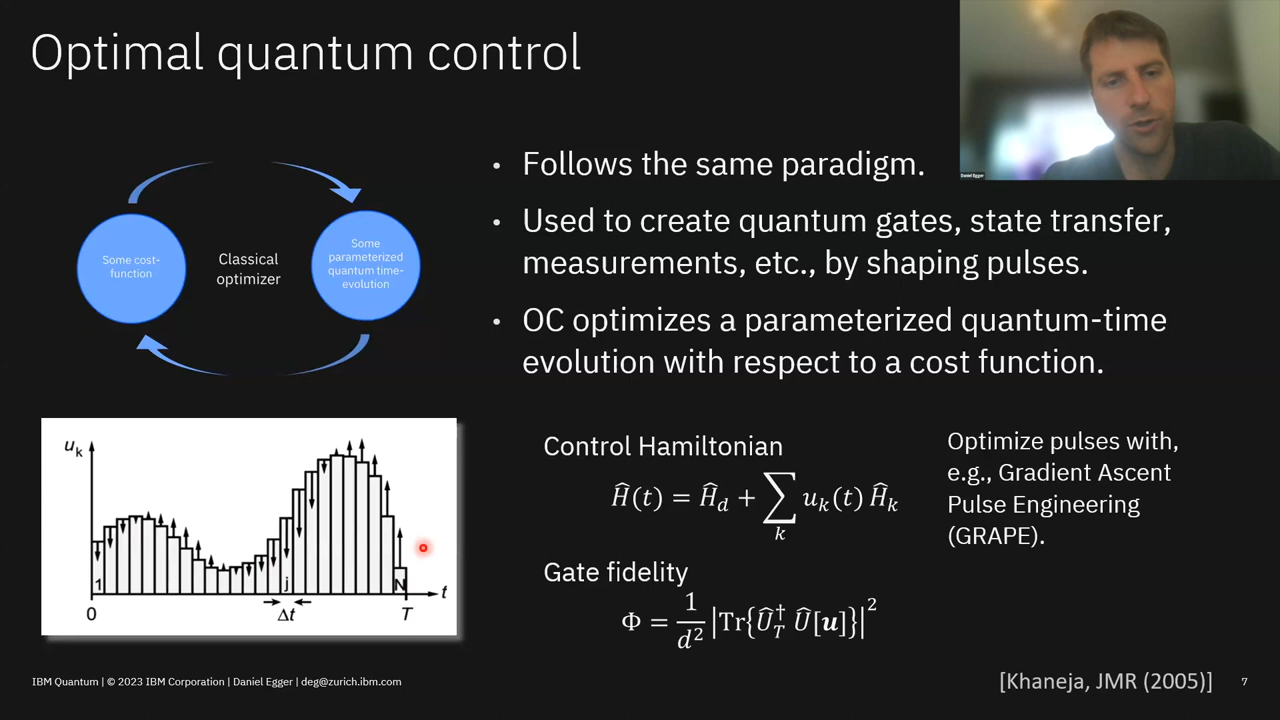 Optimal quantum control
Daniel Egger
Some cost-
function
Classical
optimizer
Some
parameterized
quantum time-
evolution
• Follows the same paradigm.
• Used to create quantum gates, state transfer,
measurements, etc., by shaping pulses.
• OC optimizes a parameterized quantum-time
evolution with respect to a cost function.
u_k
1
j
N
t
0
Δt
T
Control Hamiltonian
Ĥ(t) = Ĥ_d + ∑_k u_k(t) Ĥ_k
Gate fidelity
Φ = 1/d² |Tr{Û_T^† Û[𝒖]}|²
Optimize pulses with,
e.g., Gradient Ascent
Pulse Engineering
(GRAPE).
IBM Quantum | © 2023 IBM Corporation | Daniel Egger | deg@zurich.ibm.com
[Khaneja, JMR (2005)]
7